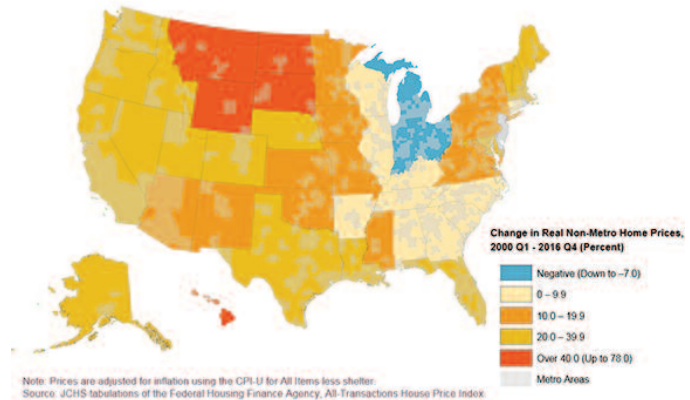 Change in Real Non-Metro Home Prices,
2000 Q1 - 2016 Q4 (Percent)
Negative (Down to –7.0)
0 – 9.9
10.0 – 19.9
20.0 – 39.9
Over 40.0 (Up to 78.0)
Metro Areas
Note: Prices are adjusted for inflation using the CPI-U for All Items less shelter.
Source: JCHS tabulations of the Federal Housing Finance Agency, All-Transactions House Price Index.